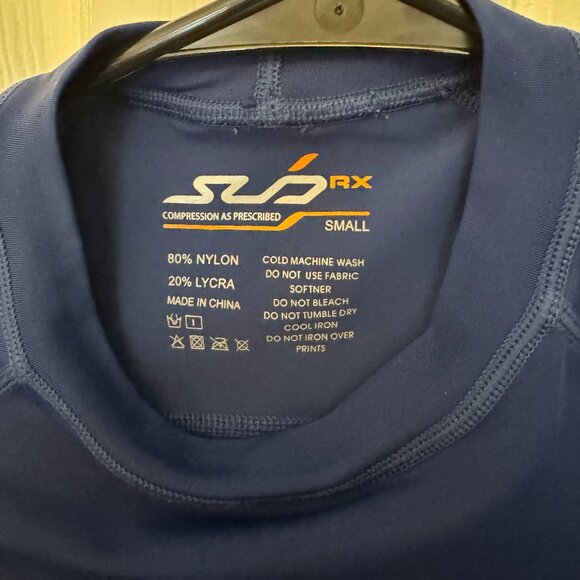 SUB RX
COMPRESSION AS PRESCRIBED
SMALL
80% NYLON
20% LYCRA
MADE IN CHINA
COLD MACHINE WASH
DO NOT USE FABRIC
SOFTNER
DO NOT BLEACH
DO NOT TUMBLE DRY
COOL IRON
DO NOT IRON OVER
PRINTS